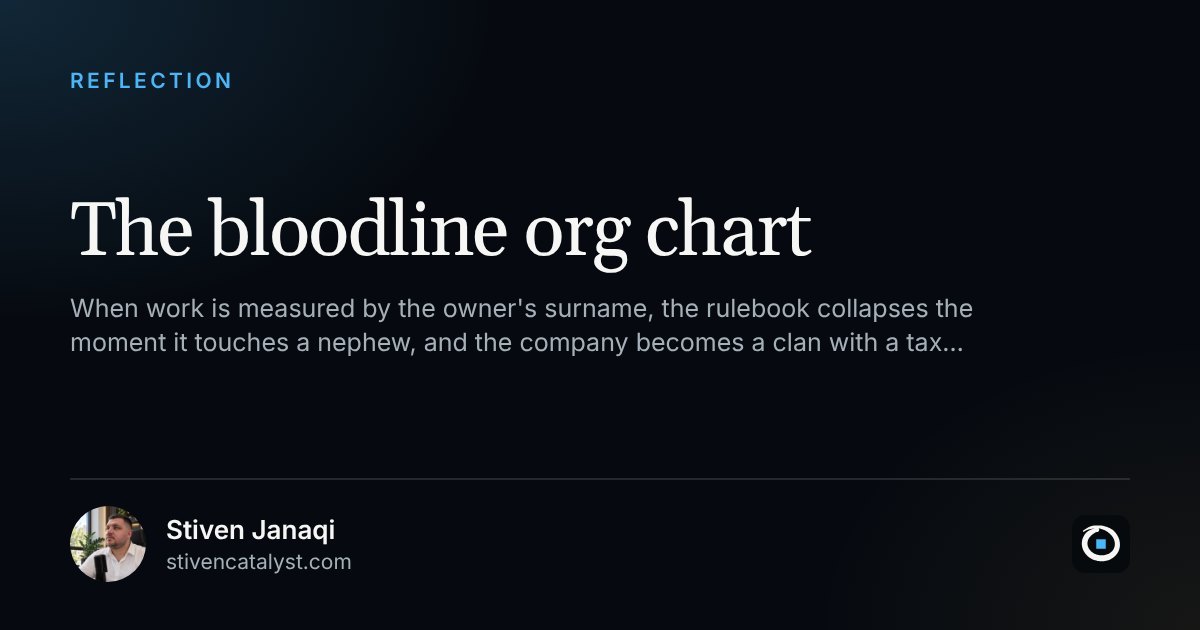 REFLECTION
The bloodline org chart
When work is measured by the owner's surname, the rulebook collapses the
moment it touches a nephew, and the company becomes a clan with a tax...
Stiven Janaqi
stivencatalyst.com